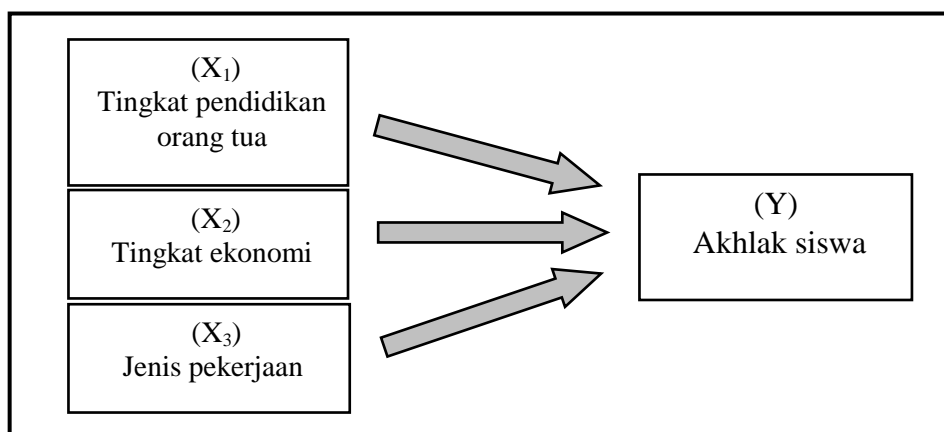 (X₁)
Tingkat pendidikan
orang tua
(X₂)
Tingkat ekonomi
(X₃)
Jenis pekerjaan
(Y)
Akhlak siswa